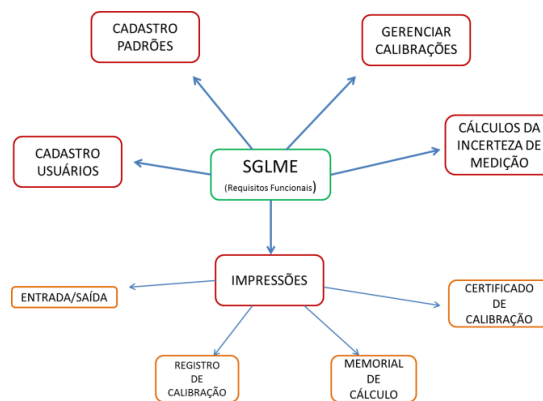 CADASTRO
PADRÕES
GERENCIAR
CALIBRAÇÕES
CADASTRO
USUÁRIOS
SGLME
(Requisitos Funcionais)
CÁLCULOS DA
INCERTEZA DE
MEDIÇÃO
IMPRESSÕES
ENTRADA/SAÍDA
CERTIFICADO
DE
CALIBRAÇÃO
REGISTRO
DE
CALIBRAÇÃO
MEMORIAL
DE
CÁLCULO